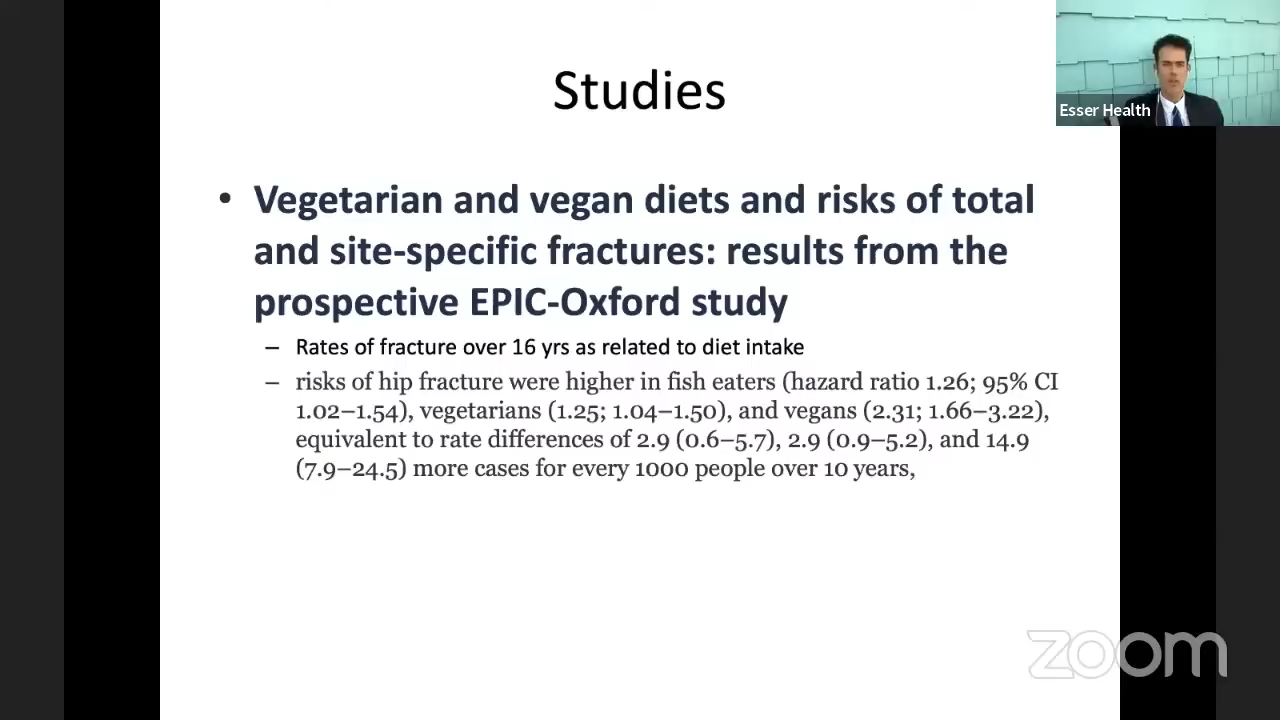 Studies
Esser Health
• Vegetarian and vegan diets and risks of total
and site-specific fractures: results from the
prospective EPIC-Oxford study
– Rates of fracture over 16 yrs as related to diet intake
– risks of hip fracture were higher in fish eaters (hazard ratio 1.26; 95% CI
1.02–1.54), vegetarians (1.25; 1.04–1.50), and vegans (2.31; 1.66–3.22),
equivalent to rate differences of 2.9 (0.6–5.7), 2.9 (0.9–5.2), and 14.9
(7.9–24.5) more cases for every 1000 people over 10 years,
zoom